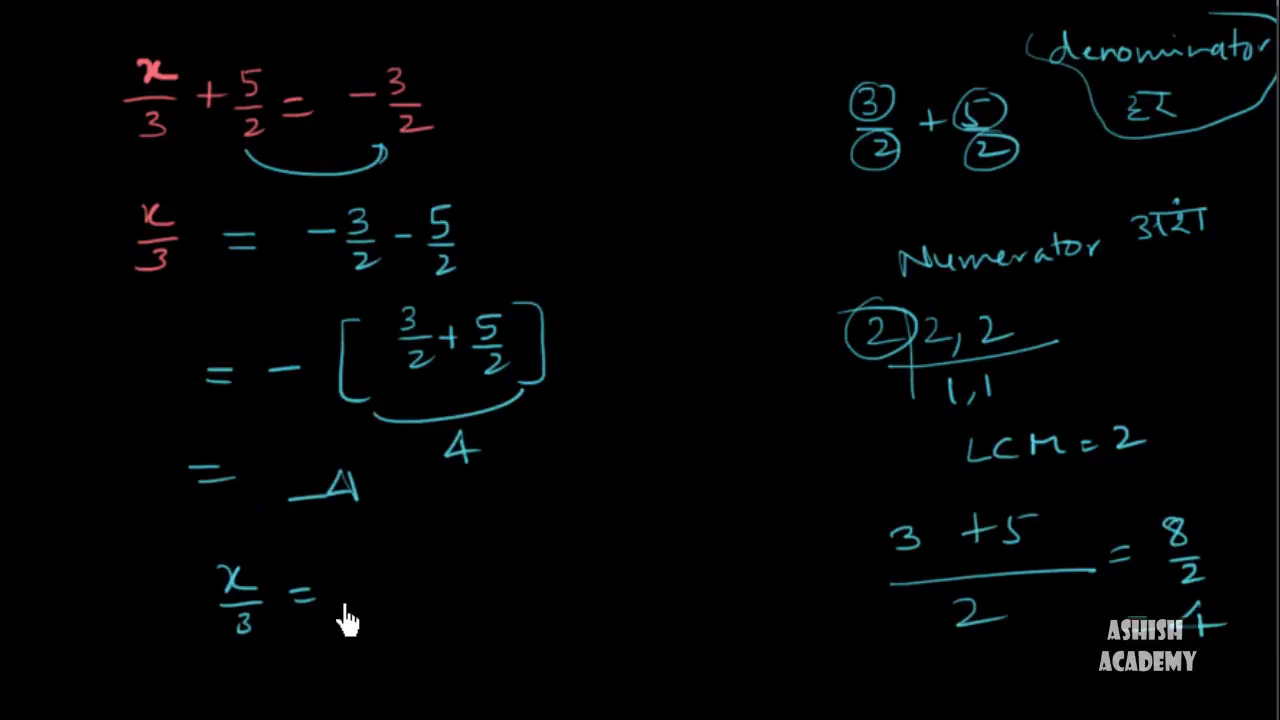 x/3 + 5/2 = -3/2
x/3 = -3/2 - 5/2
= - [ 3/2 + 5/2 ]
4
= -4
x/3 =
denominator
हर
3/2 + 5/2
Numerator अंश
2 | 2, 2
1, 1
LCM = 2
3 + 5 / 2 = 8/2
= 4
ASHISH
ACADEMY